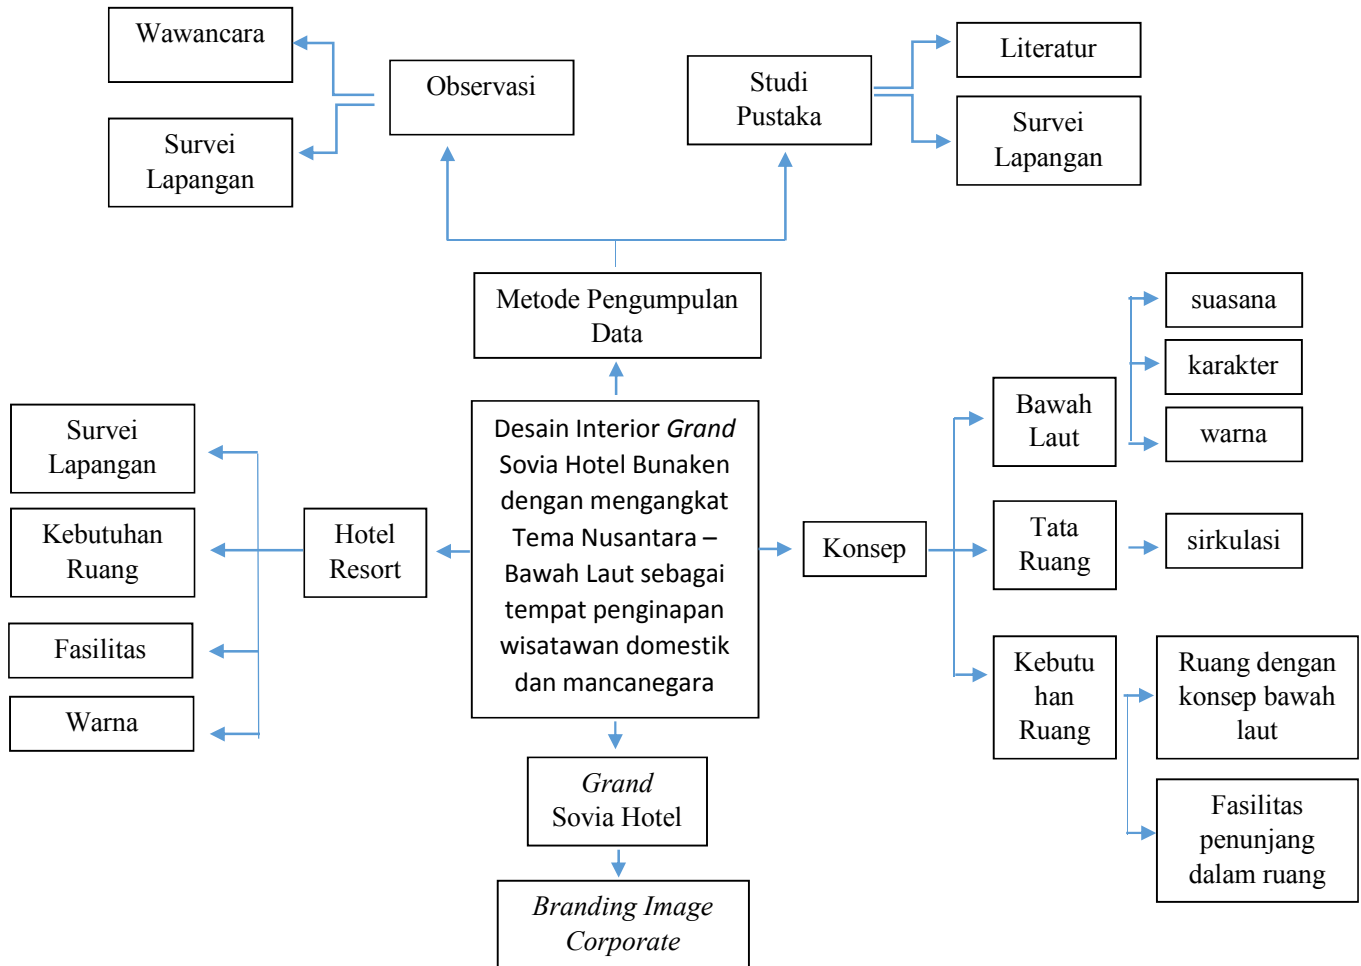 Wawancara
Observasi
Survei
Lapangan
Studi
Pustaka
Literatur
Survei
Lapangan
Metode Pengumpulan
Data
Desain Interior Grand
Sovia Hotel Bunaken
dengan mengangkat
Tema Nusantara –
Bawah Laut sebagai
tempat penginapan
wisatawan domestik
dan mancanegara
Hotel
Resort
Survei
Lapangan
Kebutuhan
Ruang
Fasilitas
Warna
Konsep
Bawah
Laut
suasana
karakter
warna
Tata
Ruang
sirkulasi
Kebutu
han
Ruang
Ruang dengan
konsep bawah
laut
Fasilitas
penunjang
dalam ruang
Grand
Sovia Hotel
Branding Image
Corporate